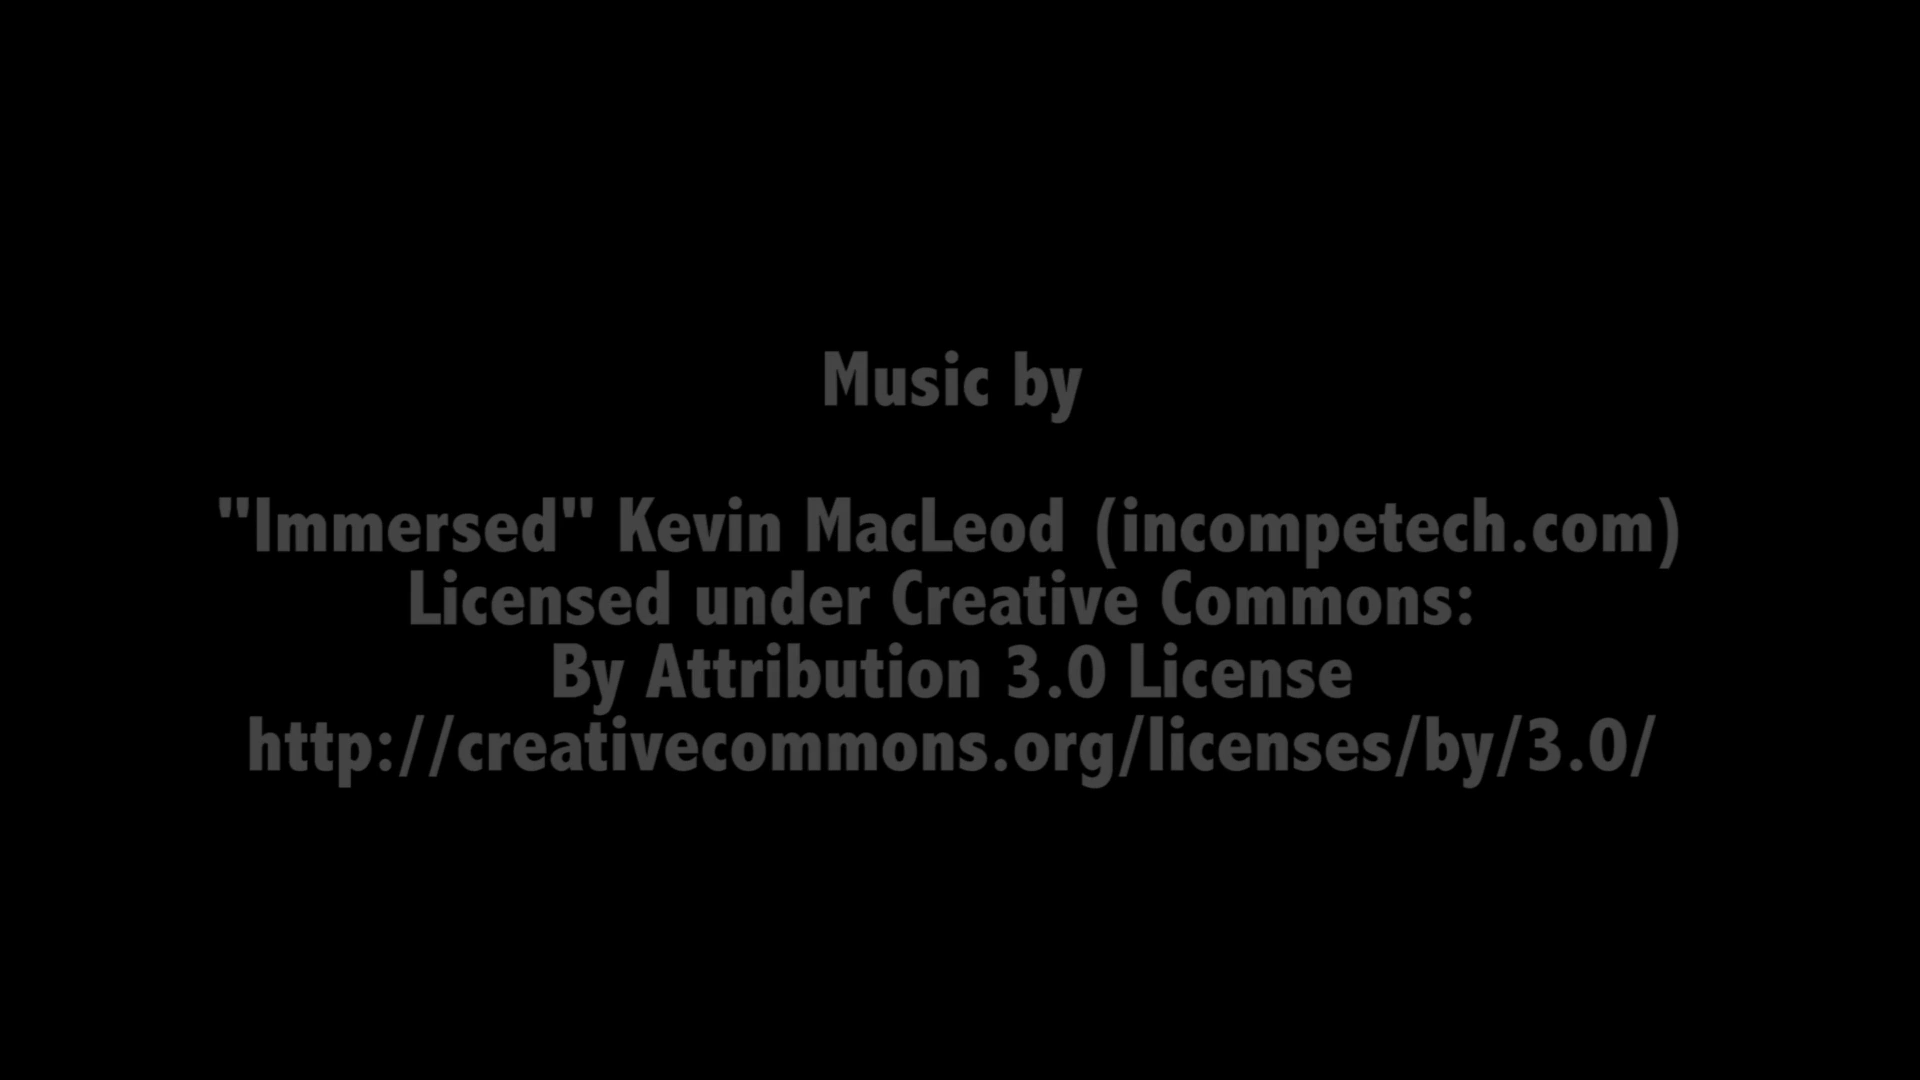 Music by
"Immersed" Kevin MacLeod (incompetech.com)
Licensed under Creative Commons:
By Attribution 3.0 License
http://creativecommons.org/licenses/by/3.0/